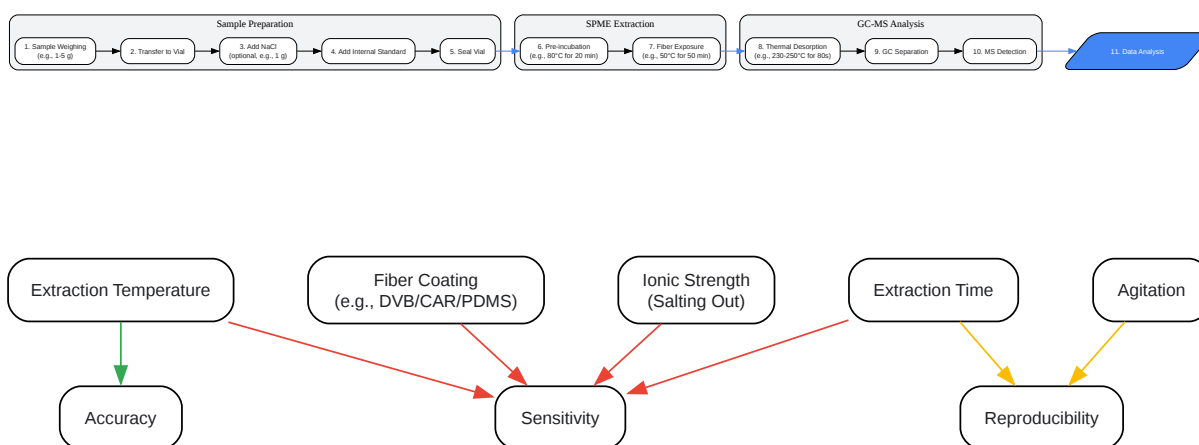 Sample Preparation
1. Sample Weighing
(e.g., 1-5 g)
2. Transfer to Vial
3. Add NaCl
(optional, e.g., 1 g)
4. Add Internal Standard
5. Seal Vial
SPME Extraction
6. Pre-incubation
(e.g., 80°C for 20 min)
7. Fiber Exposure
(e.g., 50°C for 50 min)
GC-MS Analysis
8. Thermal Desorption
(e.g., 230-250°C for 80s)
9. GC Separation
10. MS Detection
11. Data Analysis
Extraction Temperature
Fiber Coating
(e.g., DVB/CAR/PDMS)
Ionic Strength
(Salting Out)
Extraction Time
Agitation
Accuracy
Sensitivity
Reproducibility